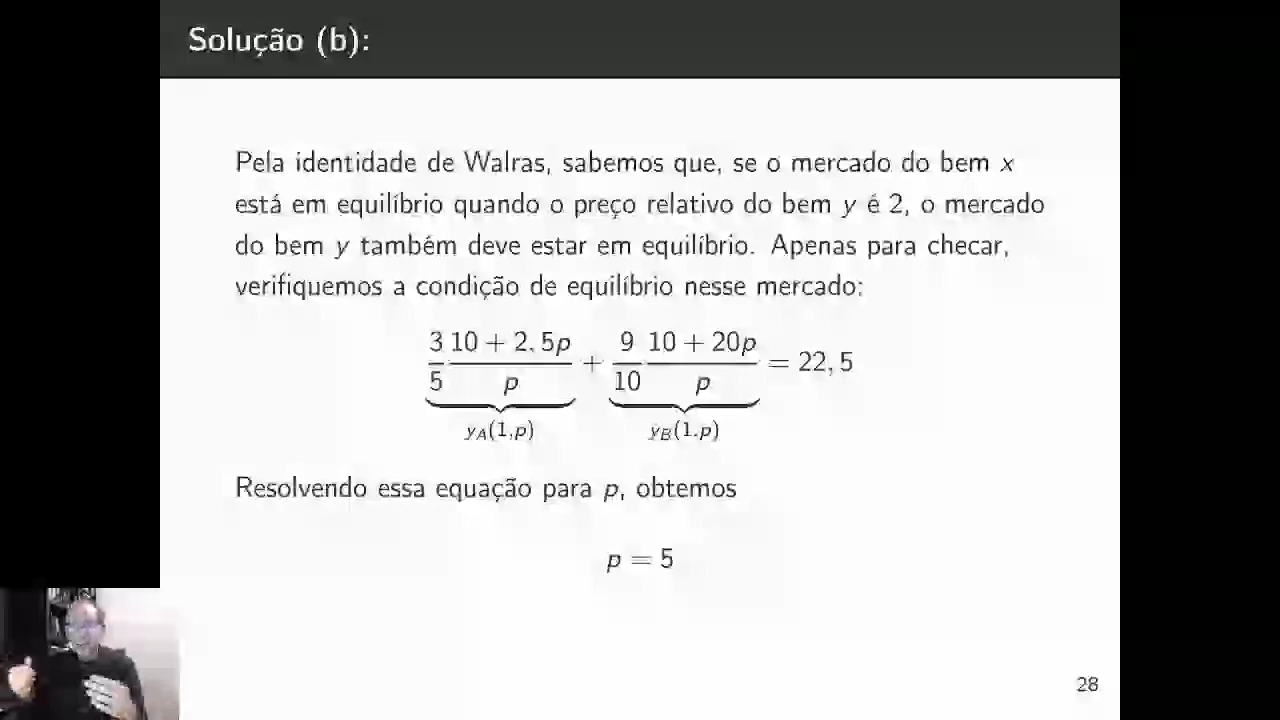 Solução (b):
Pela identidade de Walras, sabemos que, se o mercado do bem x
está em equilíbrio quando o preço relativo do bem y é 2, o mercado
do bem y também deve estar em equilíbrio. Apenas para checar,
verifiquemos a condição de equilíbrio nesse mercado:
3/5 (10 + 2,5p)/p + 9/10 (10 + 20p)/p = 22,5
y_A(1,p) y_B(1,p)
Resolvendo essa equação para p, obtemos
p = 5
28